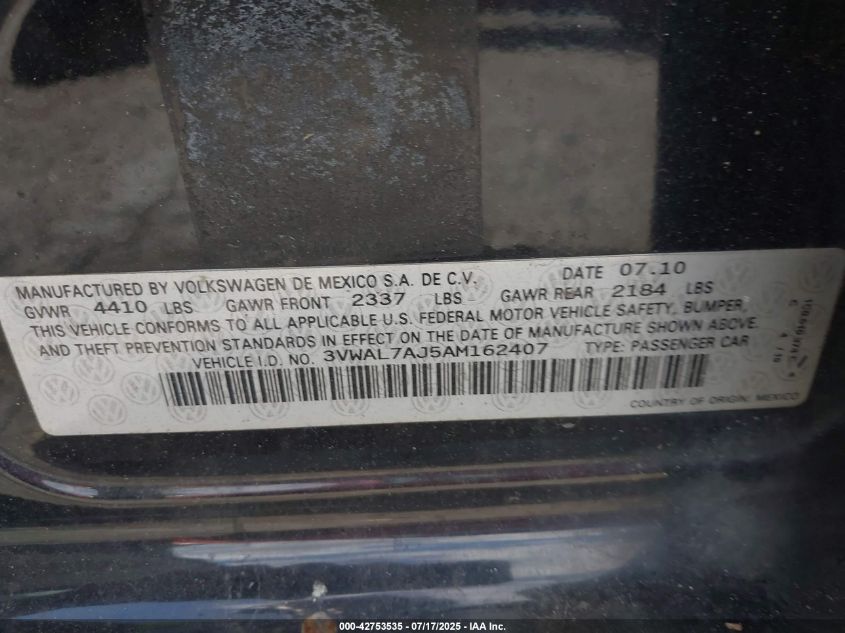 MANUFACTURED BY VOLKSWAGEN DE MEXICO S.A. DE C.V. DATE 07.10
GVWR 4410 LBS GAWR FRONT 2337 LBS GAWR REAR 2184 LBS
THIS VEHICLE CONFORMS TO ALL APPLICABLE U.S. FEDERAL MOTOR VEHICLE SAFETY, BUMPER,
AND THEFT PREVENTION STANDARDS IN EFFECT ON THE DATE OF MANUFACTURE SHOWN ABOVE.
VEHICLE I.D. NO. 3VWAL7AJ5AM162407 TYPE: PASSENGER CAR
COUNTRY OF ORIGIN: MEXICO
000-42753535 - 07/17/2025 - IAA Inc.